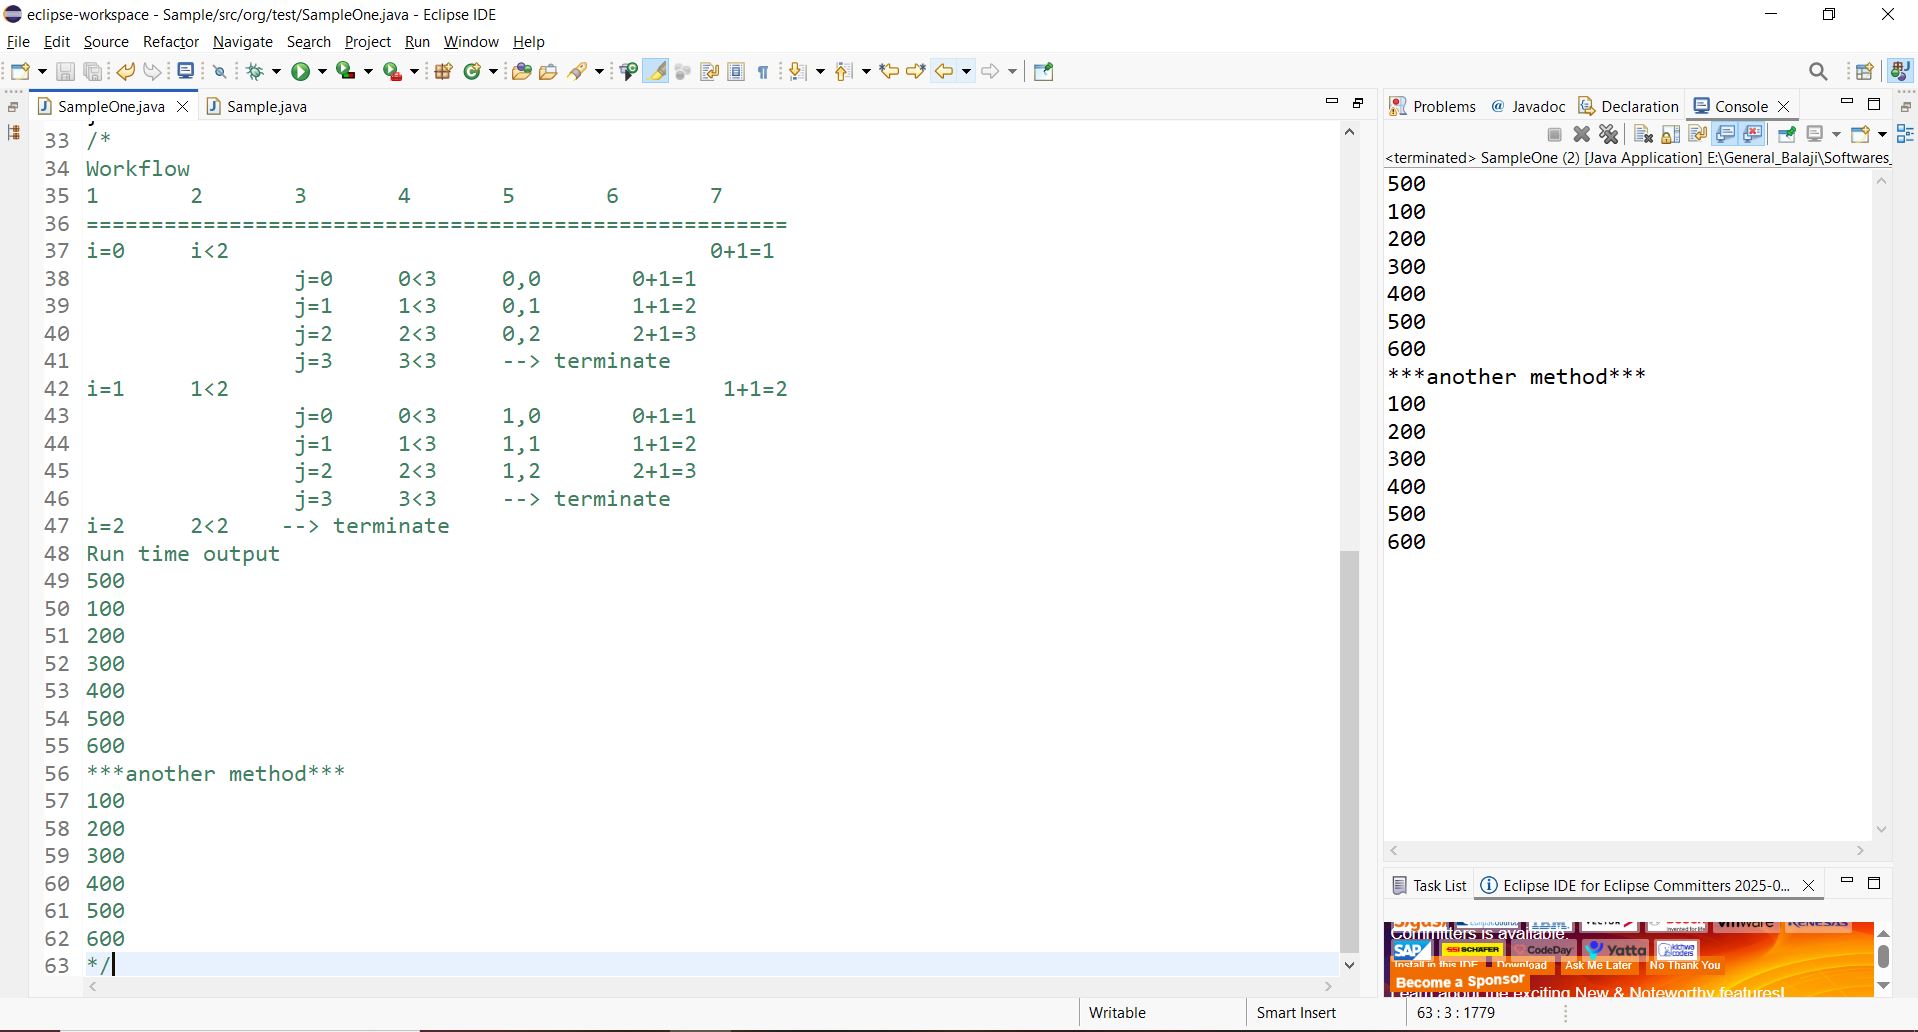 eclipse-workspace - Sample/src/org/test/SampleOne.java - Eclipse IDE
File Edit Source Refactor Navigate Search Project Run Window Help
SampleOne.java Sample.java
33 /*
34 Workflow
35 1 2 3 4 5 6 7
36 ======================================================
37 i=0 i<2 0+1=1
38 j=0 0<3 0,0 0+1=1
39 j=1 1<3 0,1 1+1=2
40 j=2 2<3 0,2 2+1=3
41 j=3 3<3 --> terminate
42 i=1 1<2 1+1=2
43 j=0 0<3 1,0 0+1=1
44 j=1 1<3 1,1 1+1=2
45 j=2 2<3 1,2 2+1=3
46 j=3 3<3 --> terminate
47 i=2 2<2 --> terminate
48 Run time output
49 500
50 100
51 200
52 300
53 400
54 500
55 600
56 ***another method***
57 100
58 200
59 300
60 400
61 500
62 600
63 */
Problems Javadoc Declaration Console
<terminated> SampleOne (2) [Java Application] E:\General_Balaji\Softwares_
500
100
200
300
400
500
600
***another method***
100
200
300
400
500
600
Task List Eclipse IDE for Eclipse Committers 2025-0...
vmware RENESAS
Committers is available.
SAP SSI SCHAEFER CodeDay Yatta kichwa coders
Install in this IDE Download Ask Me Later No Thank You
Become a Sponsor
Learn about the exciting New & Noteworthy features!
Writable Smart Insert 63 : 3 : 1779